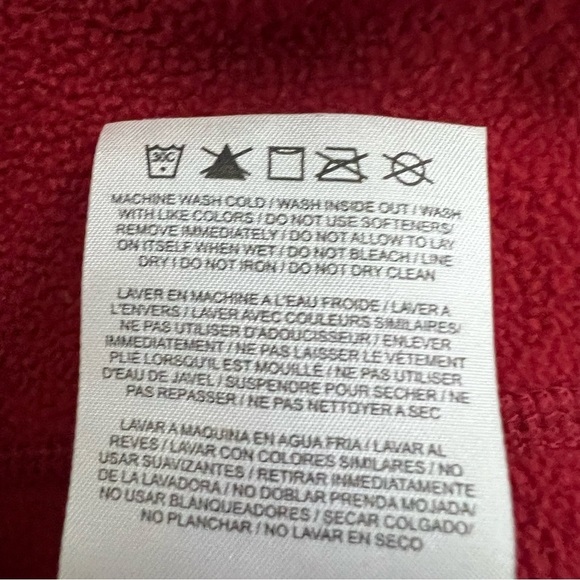 30C
MACHINE WASH COLD / WASH INSIDE OUT / WASH
WITH LIKE COLORS / DO NOT USE SOFTENERS/
REMOVE IMMEDIATELY / DO NOT ALLOW TO LAY
ON ITSELF WHEN WET / DO NOT BLEACH / LINE
DRY / DO NOT IRON / DO NOT DRY CLEAN
LAVER EN MACHINE A L'EAU FROIDE / LAVER A
L'ENVERS / LAVER AVEC COULEURS SIMILAIRES/
NE PAS UTILISER D'ADOUCISSEUR / ENLEVER
IMMEDIATEMENT / NE PAS LAISSER LE VÊTEMENT
PLIÉ LORSQU'IL EST MOUILLÉ / NE PAS UTILISER
D'EAU DE JAVEL / SUSPENDRE POUR SECHER / NE
PAS REPASSER / NE PAS NETTOYER A SEC
LAVAR A MAQUINA EN AGUA FRIA / LAVAR AL
REVES / LAVAR CON COLORES SIMILARES / NO
USAR SUAVIZANTES / RETIRAR INMEDIATAMENTE
DE LA LAVADORA / NO DOBLAR PRENDA MOJADA/
NO USAR BLANQUEADORES / SECAR COLGADO/
NO PLANCHAR / NO LAVAR EN SECO